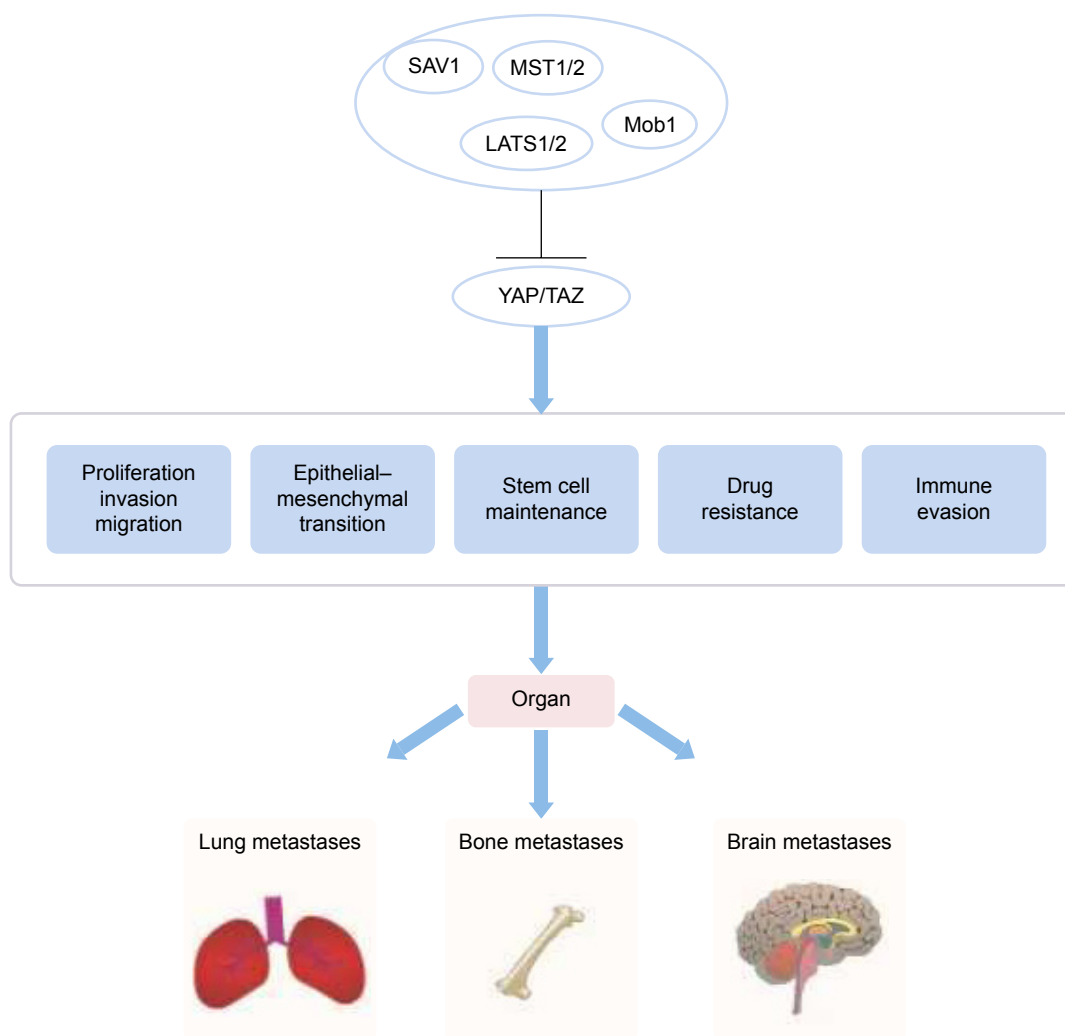 SAV1
MST1/2
Mob1
LATS1/2
YAP/TAZ
Proliferation
invasion
migration
Epithelial–
mesenchymal
transition
Stem cell
maintenance
Drug
resistance
Immune
evasion
Organ
Lung metastases
Bone metastases
Brain metastases